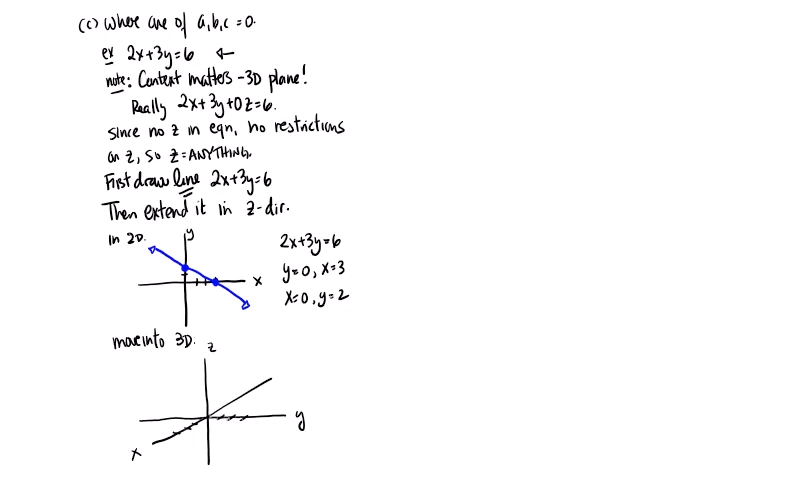 (c) Where one of a,b,c =0.
ex 2x+3y=6 ←
note: Context matters - 3D plane!
Really 2x+3y+0z=6.
since no z in eqn, no restrictions
on z, so z=ANYTHING.
First draw line 2x+3y=6
Then extend it in z-dir.
in 2D.
y
x
2x+3y=6
y=0, x=3
x=0, y=2
move into 3D.
z
y
x